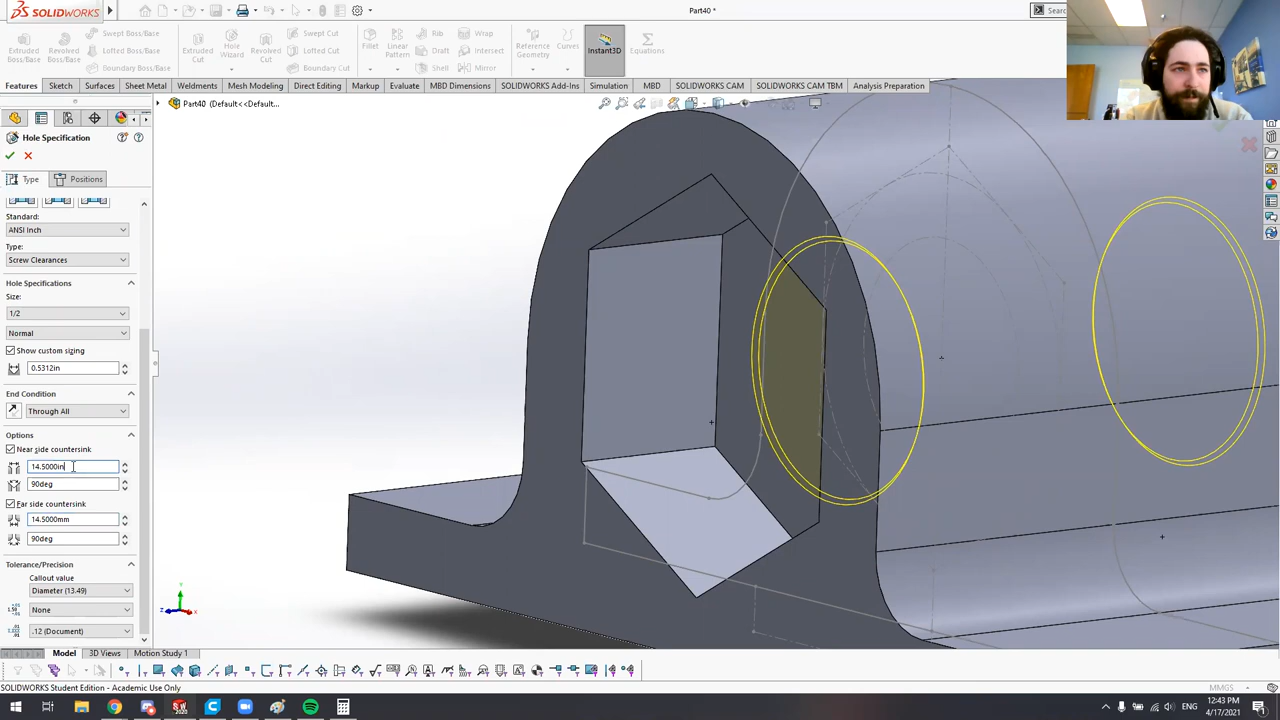 SOLIDWORKS
Part40 *
Sear
Extruded Boss/Base
Revolved Boss/Base
Swept Boss/Base
Lofted Boss/Base
Boundary Boss/Base
Extruded Cut
Hole Wizard
Revolved Cut
Swept Cut
Lofted Cut
Boundary Cut
Fillet
Linear Pattern
Rib
Draft
Shell
Wrap
Intersect
Mirror
Reference Geometry
Curves
Instant3D
Equations
Features
Sketch
Surfaces
Sheet Metal
Weldments
Mesh Modeling
Direct Editing
Markup
Evaluate
MBD Dimensions
SOLIDWORKS Add-Ins
Simulation
MBD
SOLIDWORKS CAM
SOLIDWORKS CAM TBM
Analysis Preparation
Part40 (Default<<Default...
Hole Specification
Type
Positions
Standard:
ANSI Inch
Type:
Screw Clearances
Hole Specifications
Size:
1/2
Normal
Show custom sizing
0.5312in
End Condition
Through All
Options
Near side countersink
14.5000in
90deg
Far side countersink
14.5000mm
90deg
Tolerance/Precision
Callout value
Diameter (13.49)
None
.12 (Document)
Model
3D Views
Motion Study 1
SOLIDWORKS Student Edition - Academic Use Only
MMGS
12:43 PM
4/17/2021